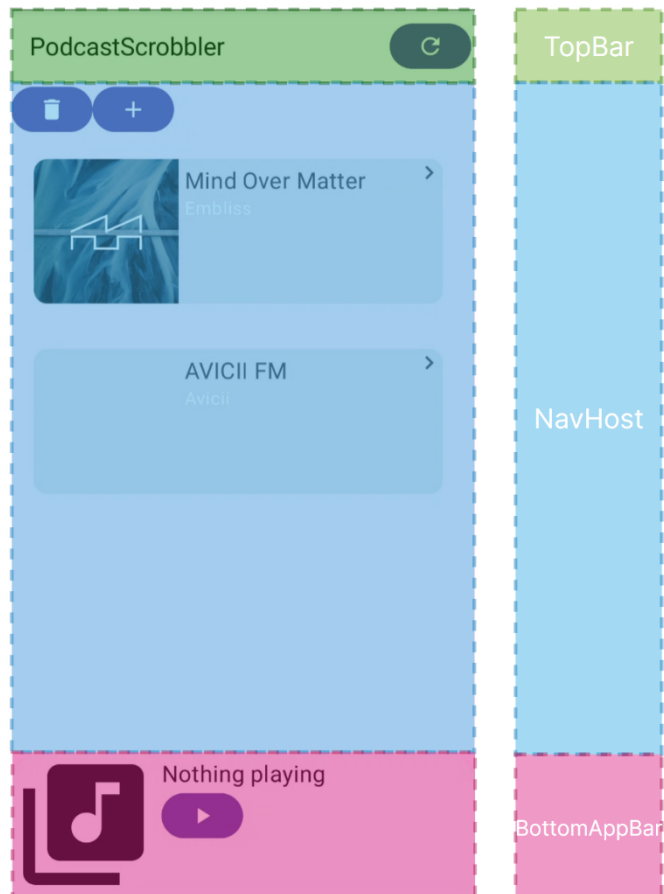 PodcastScrobbler
TopBar
Mind Over Matter
Embliss
AVICII FM
Avicii
NavHost
Nothing playing
BottomAppBar